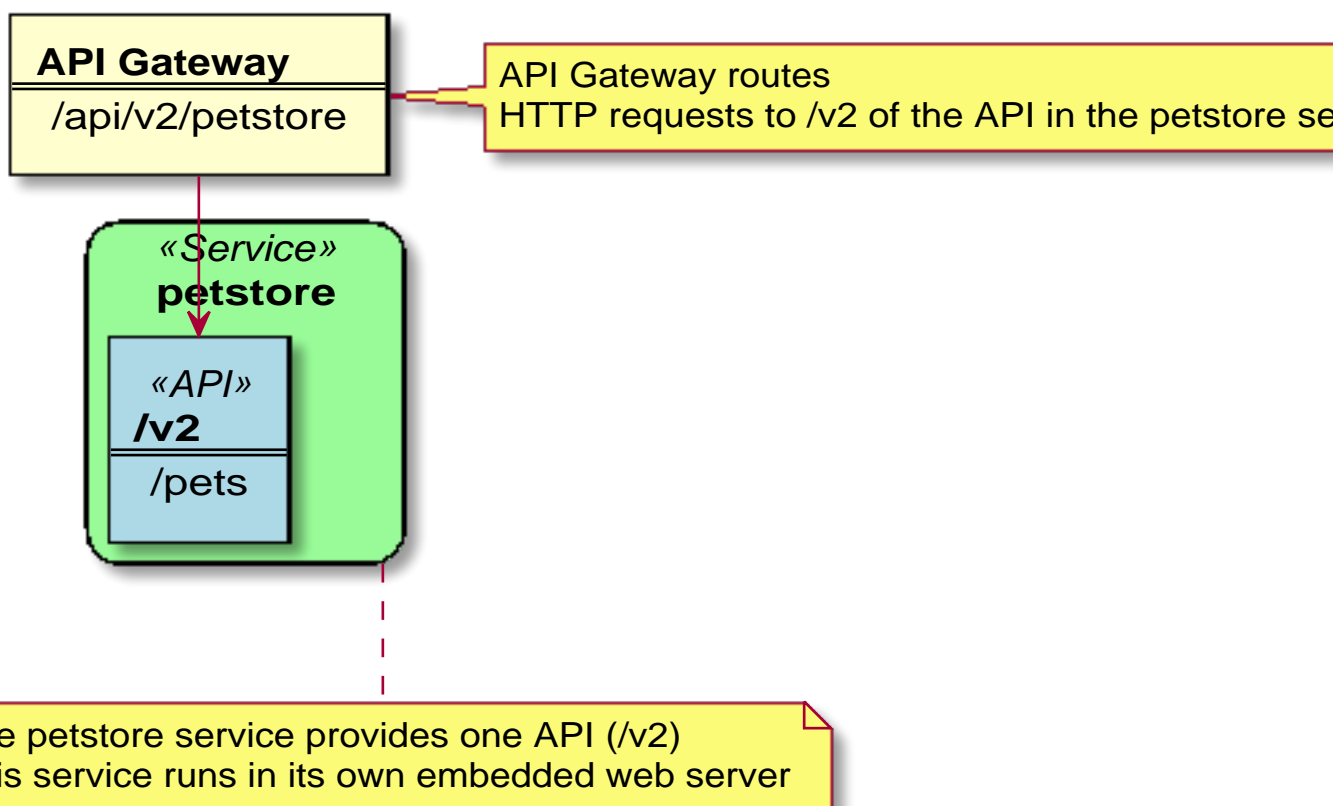 API Gateway
/api/v2/petstore
API Gateway routes
HTTP requests to /v2 of the API in the petstore se
«Service»
petstore
«API»
/v2
/pets
e petstore service provides one API (/v2)
is service runs in its own embedded web server